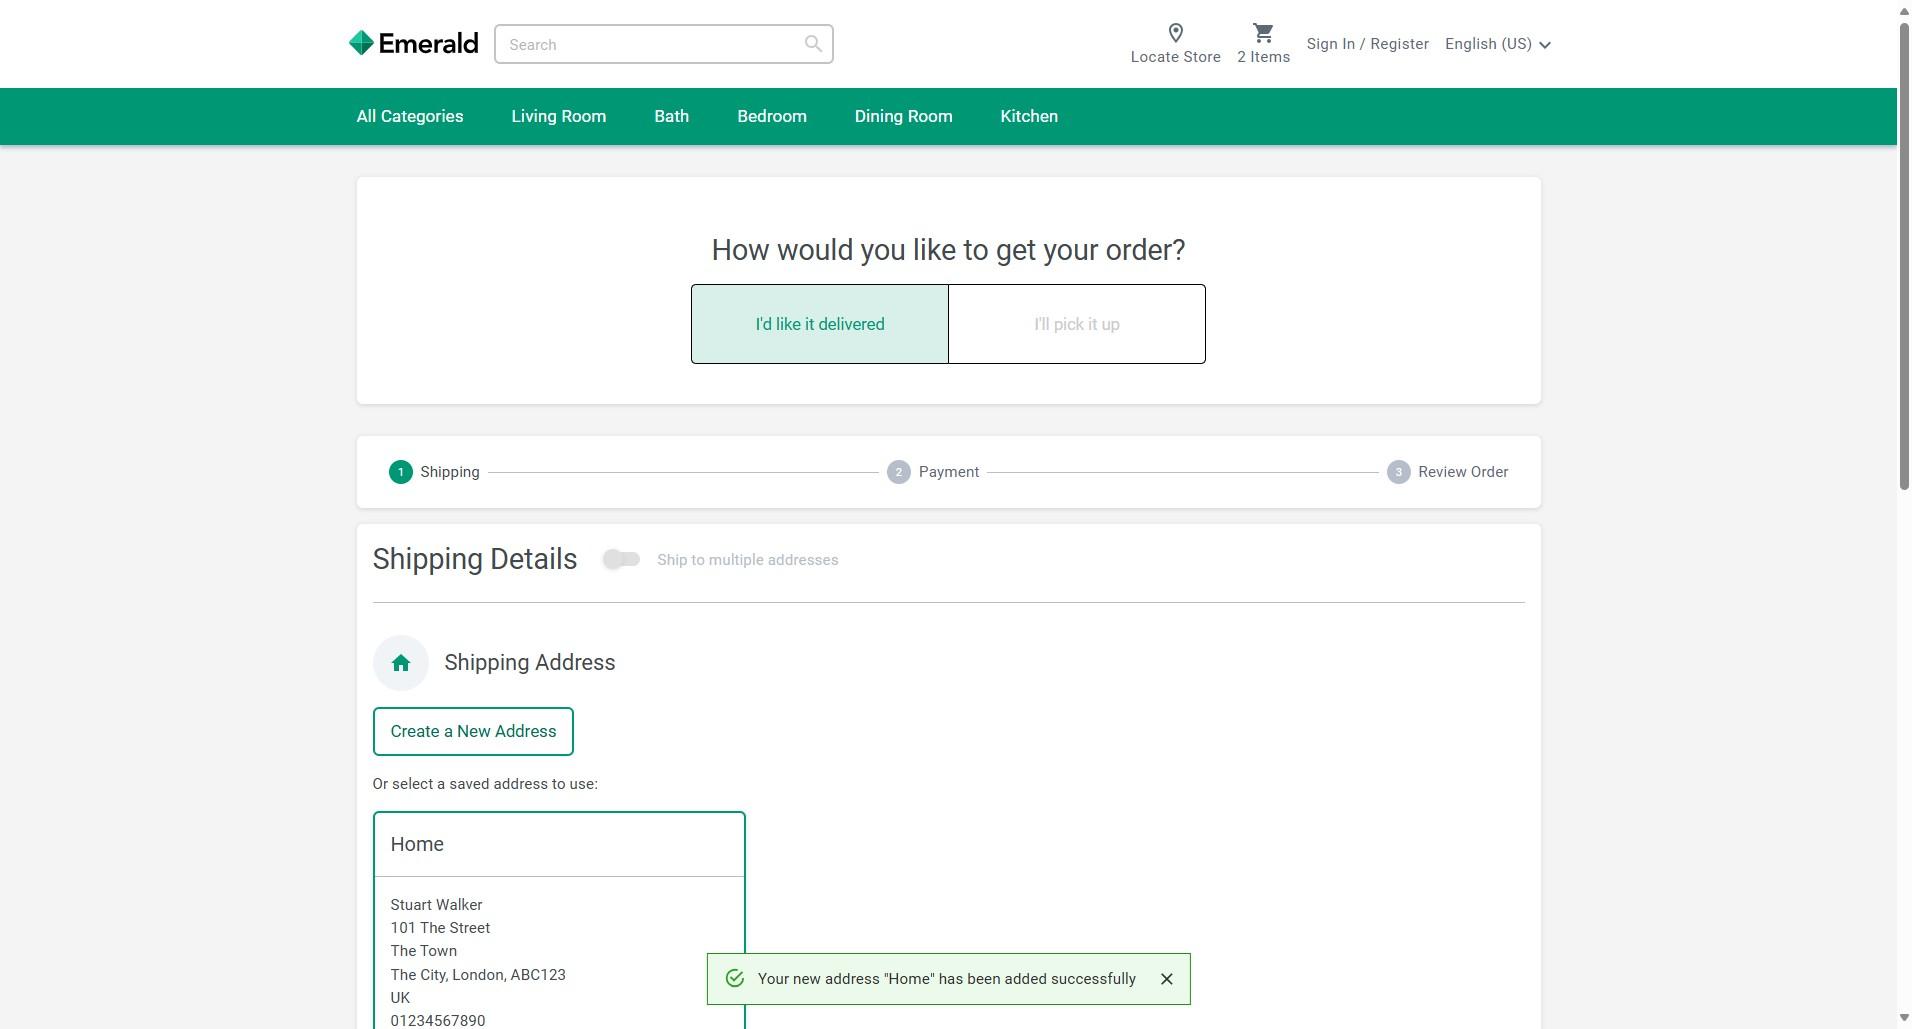 Emerald
Search
Locate Store
2 Items
Sign In / Register
English (US)
All Categories
Living Room
Bath
Bedroom
Dining Room
Kitchen
How would you like to get your order?
I'd like it delivered
I'll pick it up
1 Shipping
2 Payment
3 Review Order
Shipping Details
Ship to multiple addresses
Shipping Address
Create a New Address
Or select a saved address to use:
Home
Stuart Walker
101 The Street
The Town
The City, London, ABC123
UK
01234567890
Your new address "Home" has been added successfully